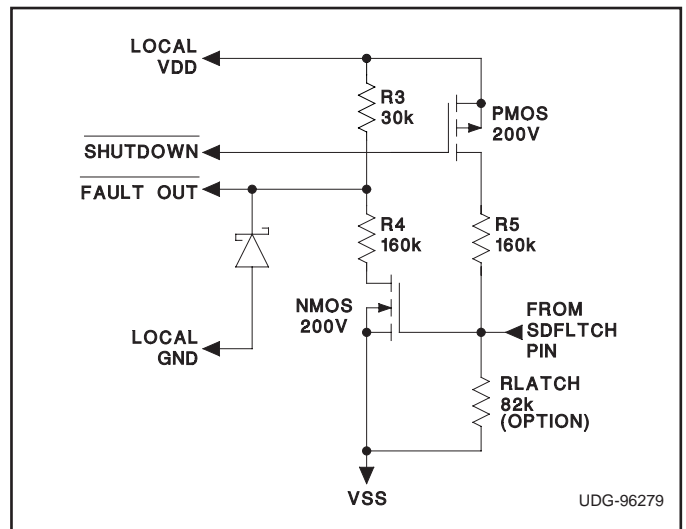 LOCAL
VDD
R3
30k
PMOS
200V
SHUTDOWN
FAULT OUT
R4
160k
R5
160k
NMOS
200V
FROM
SDFLTCH
PIN
LOCAL
GND
RLATCH
82k
(OPTION)
VSS
UDG-96279